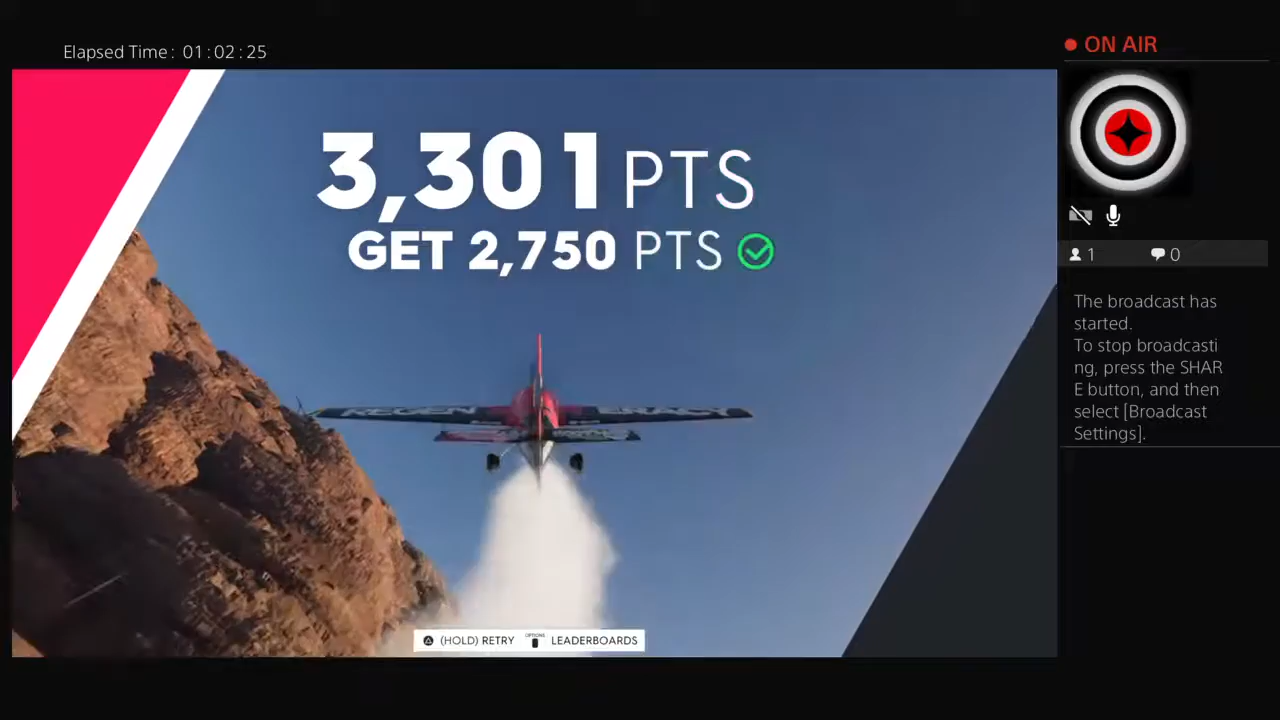 Elapsed Time: 01:02:25
ON AIR
3,301 PTS
GET 2,750 PTS
1
0
The broadcast has
started.
To stop broadcasti
ng, press the SHAR
E button, and then
select [Broadcast
Settings].
(HOLD) RETRY OPTIONS LEADERBOARDS